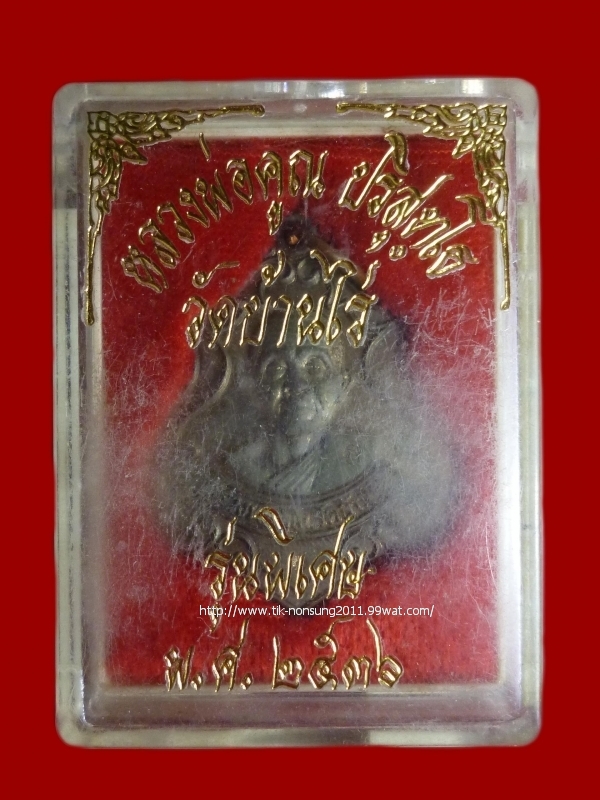 หลวงพ่อคูณ ปริสุทฺโธ
วัดบ้านไร่
รุ่นพิเศษ
http://www.tik-nonsung2011.99wat.com/
พ.ศ. ๒๕๓๖